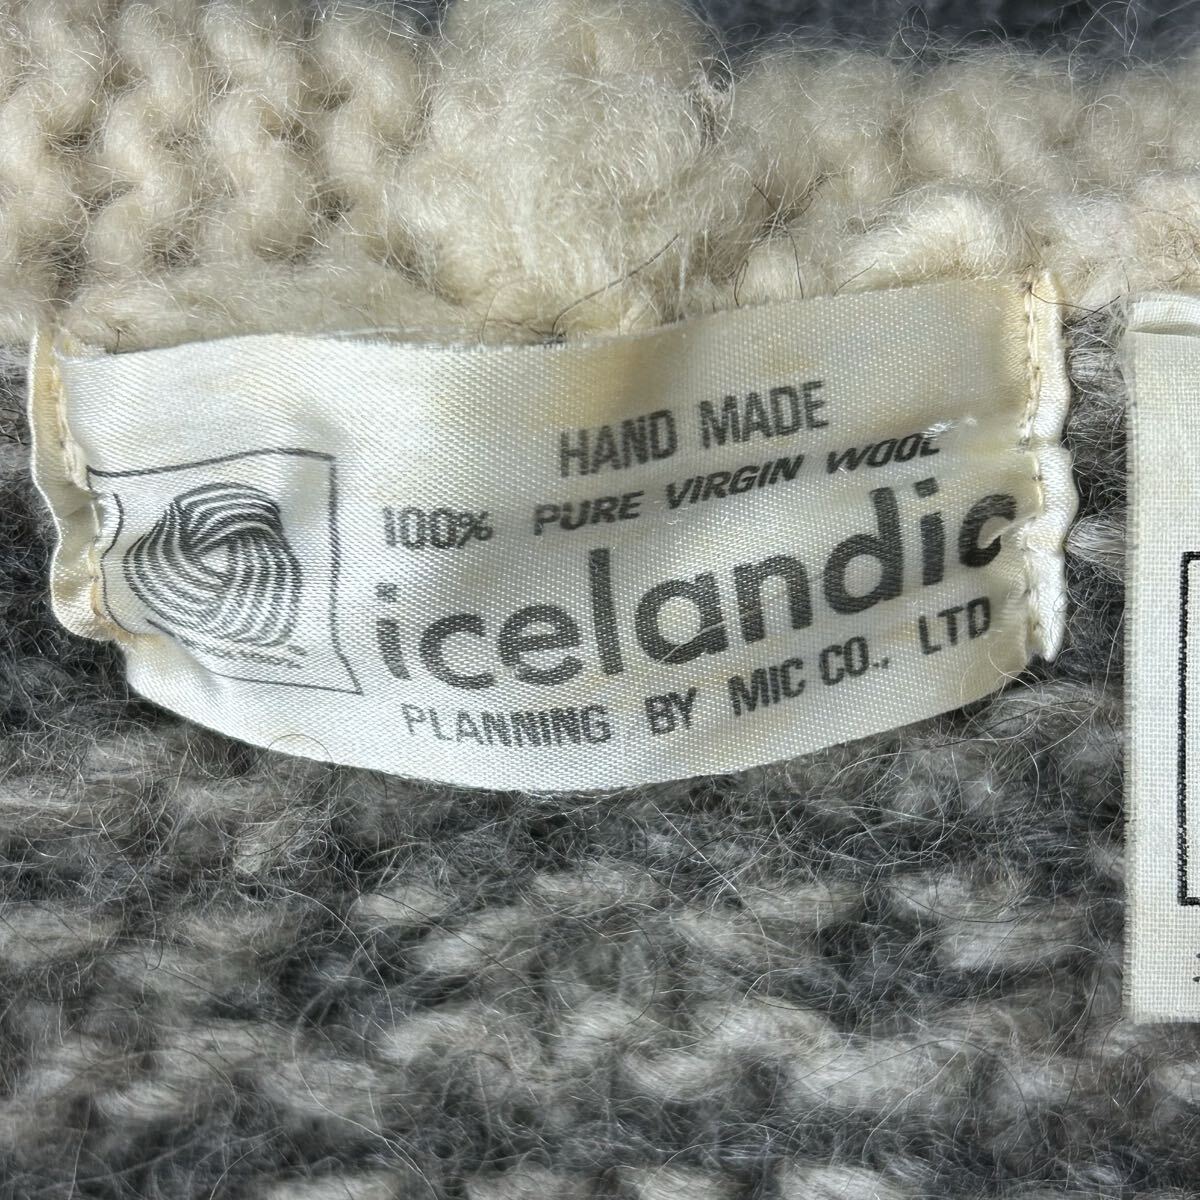 HAND MADE
100% PURE VIRGIN WOOL
icelandic
PLANNING BY MIC CO., LTD